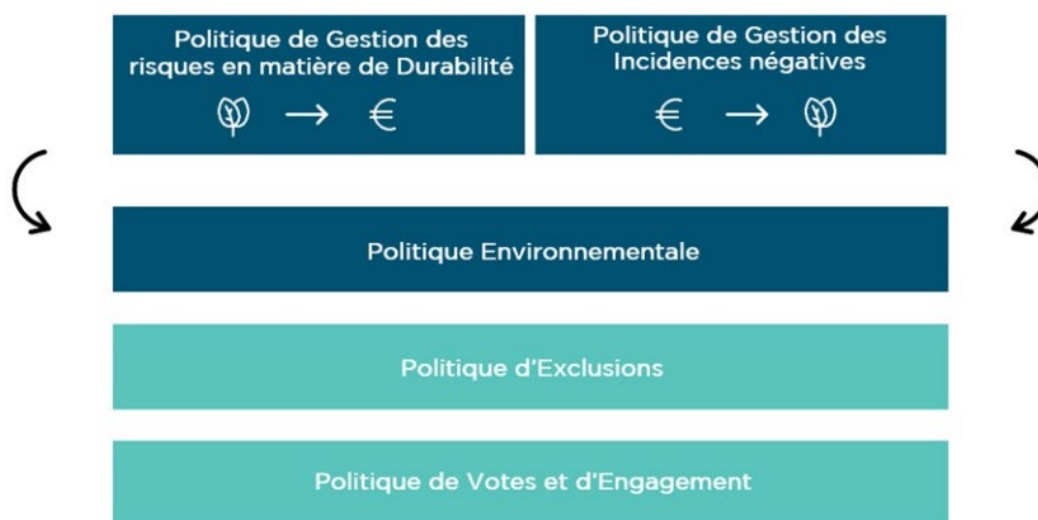 Politique de Gestion des
risques en matière de Durabilité
→ €
Politique de Gestion des
Incidences négatives
€ →
Politique Environnementale
Politique d'Exclusions
Politique de Votes et d'Engagement